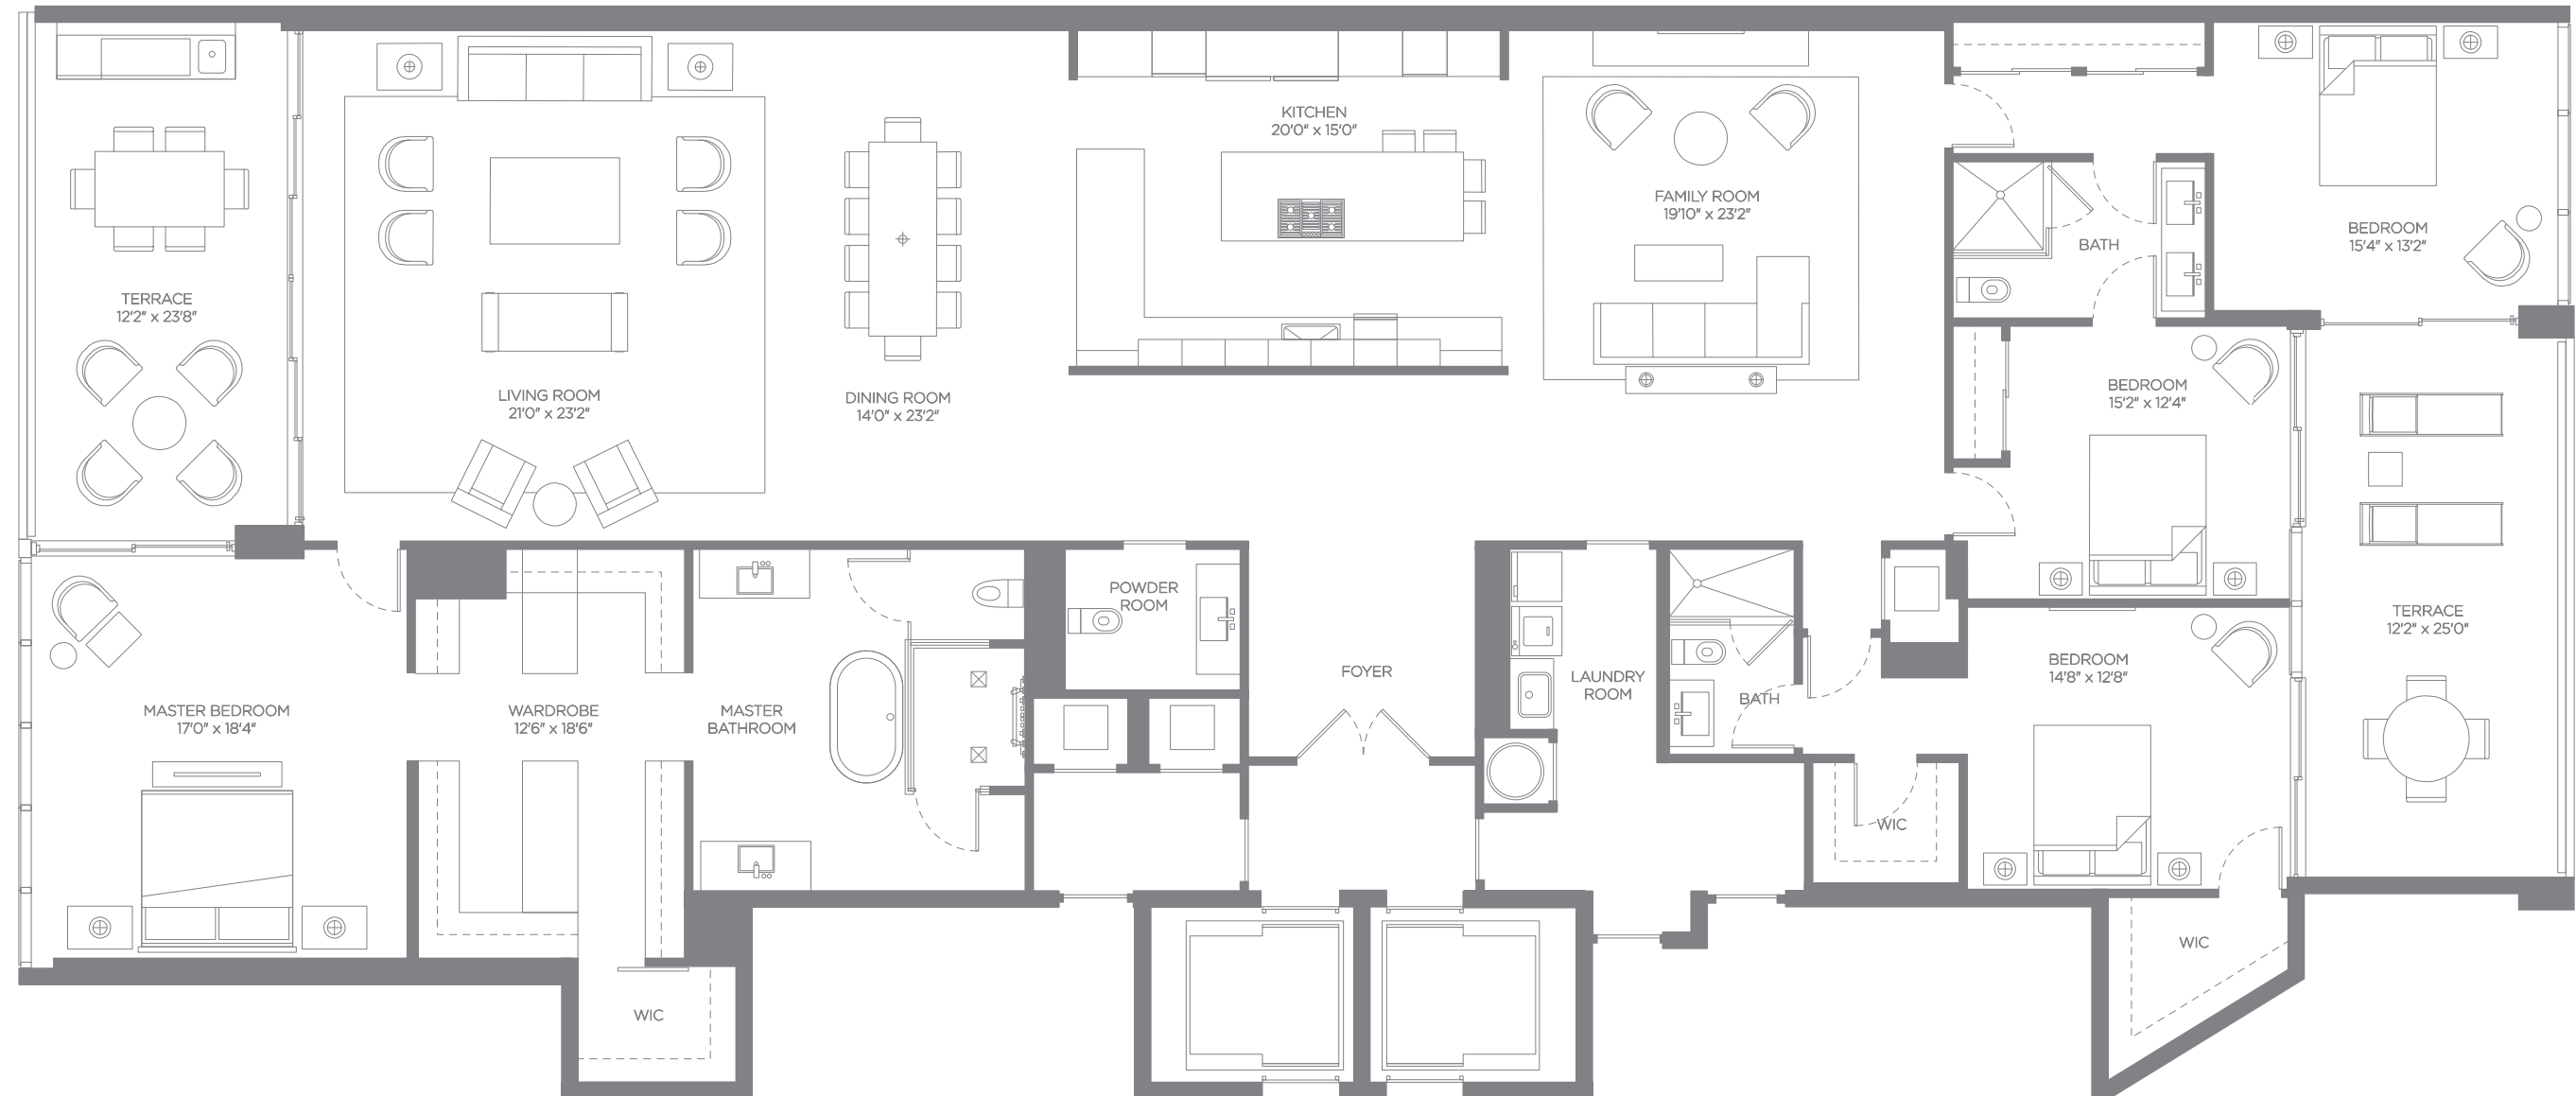 KITCHEN
20'0" x 15'0"
FAMILY ROOM
19'10" x 23'2"
BEDROOM
15'4" x 13'2"
BATH
TERRACE
12'2" x 23'8"
LIVING ROOM
21'0" x 23'2"
DINING ROOM
14'0" x 23'2"
BEDROOM
15'2" x 12'4"
POWDER
ROOM
TERRACE
12'2" x 25'0"
FOYER
LAUNDRY
ROOM
BEDROOM
14'8" x 12'8"
BATH
MASTER BEDROOM
17'0" x 18'4"
WARDROBE
12'6" x 18'6"
MASTER
BATHROOM
WIC
WIC
WIC